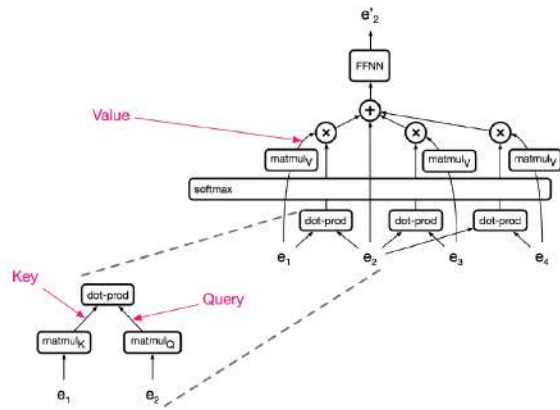 e'₂
FFNN
Value
+
× × ×
matmulV matmulV matmulV
softmax
dot-prod dot-prod dot-prod
e₁ e₂ e₃ e₄
Key
dot-prod
Query
matmulK matmulQ
e₁ e₂